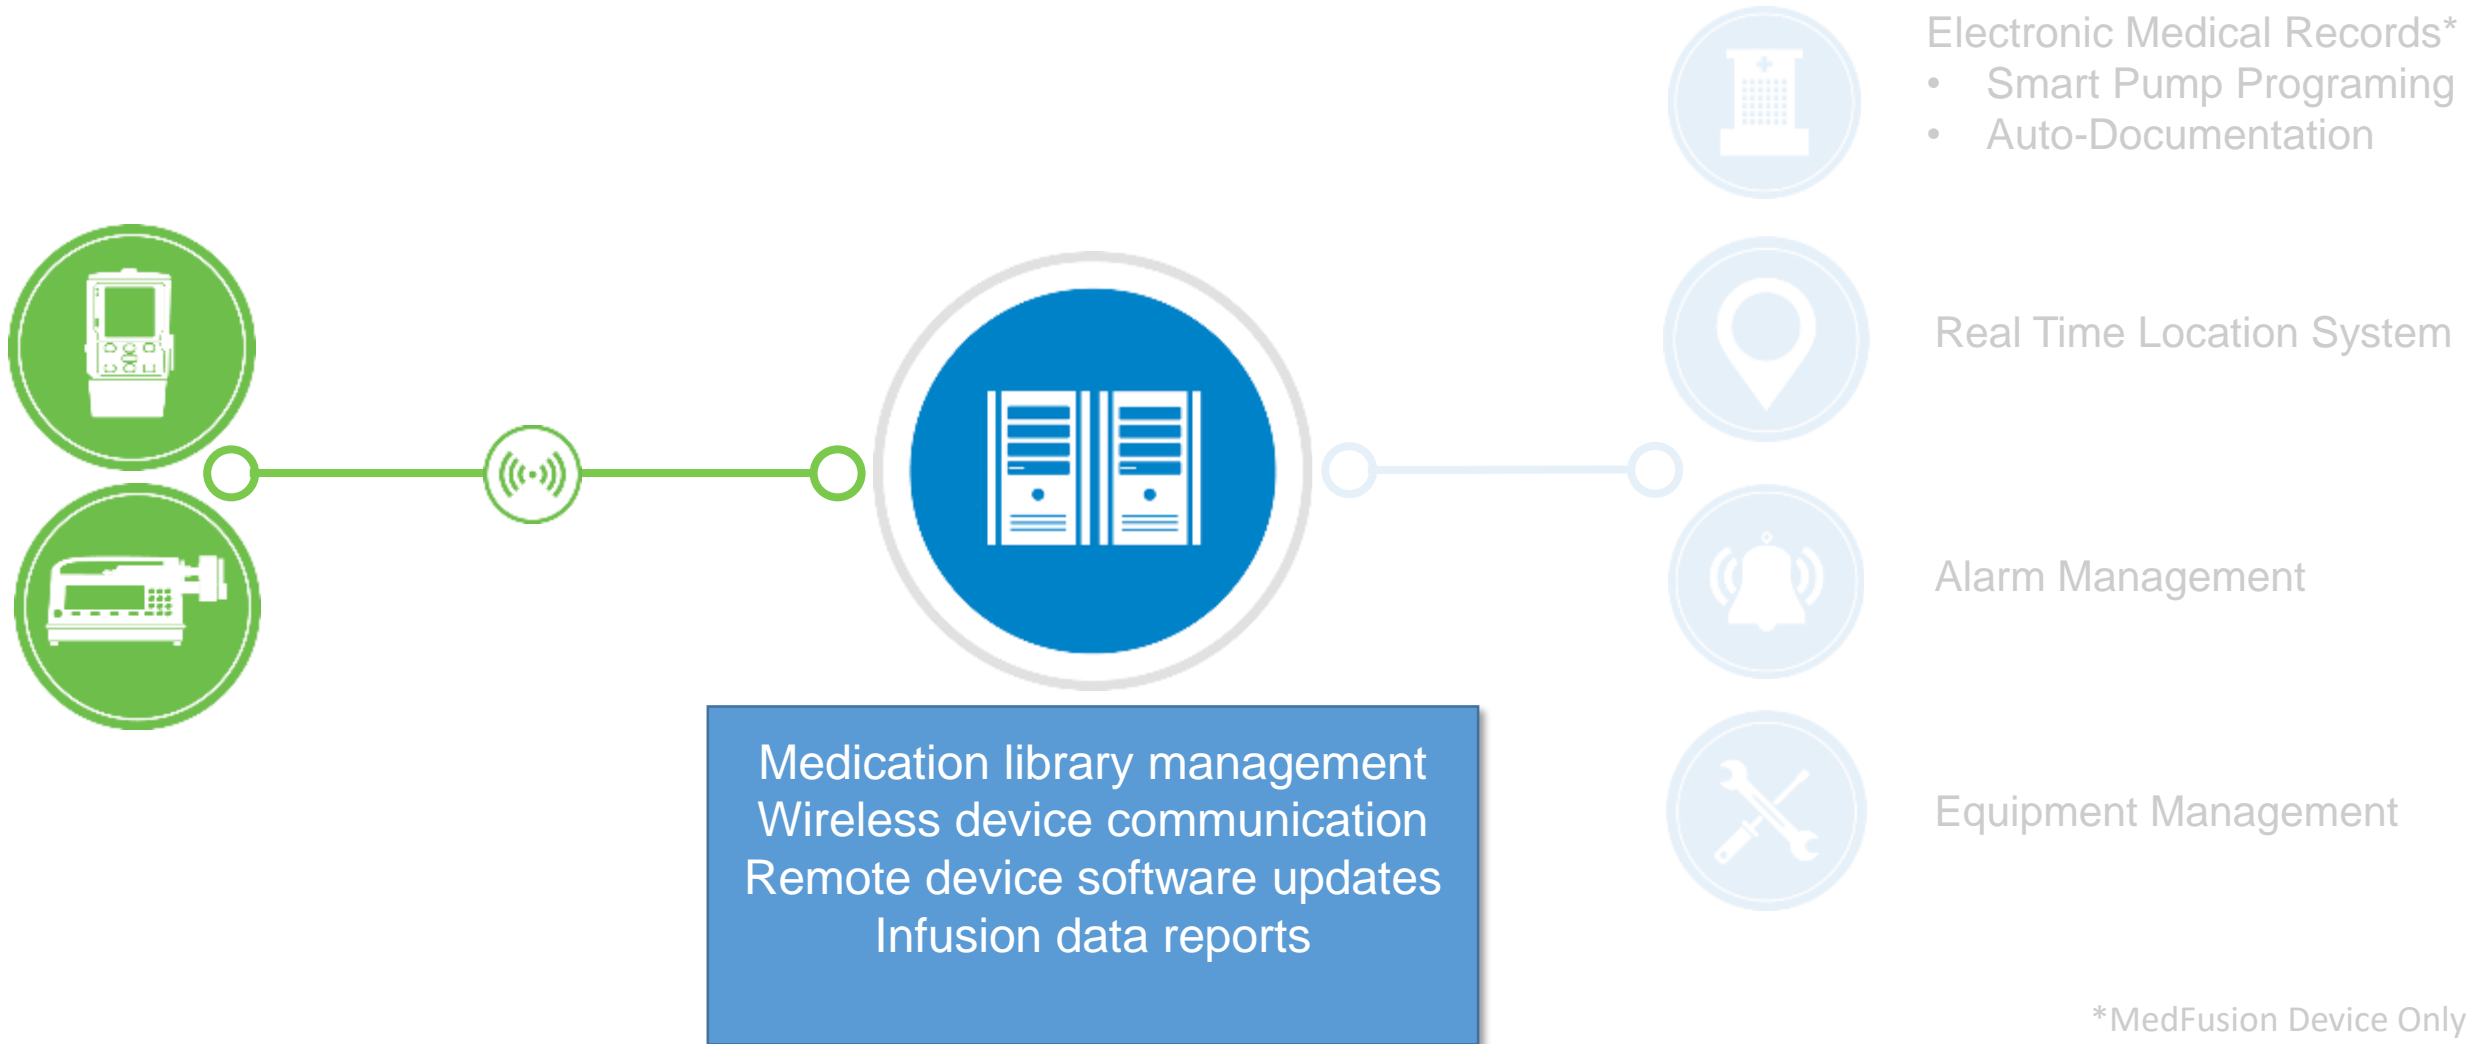 Electronic Medical Records*
• Smart Pump Programing
• Auto-Documentation
Real Time Location System
Alarm Management
Equipment Management
Medication library management
Wireless device communication
Remote device software updates
Infusion data reports
*MedFusion Device Only